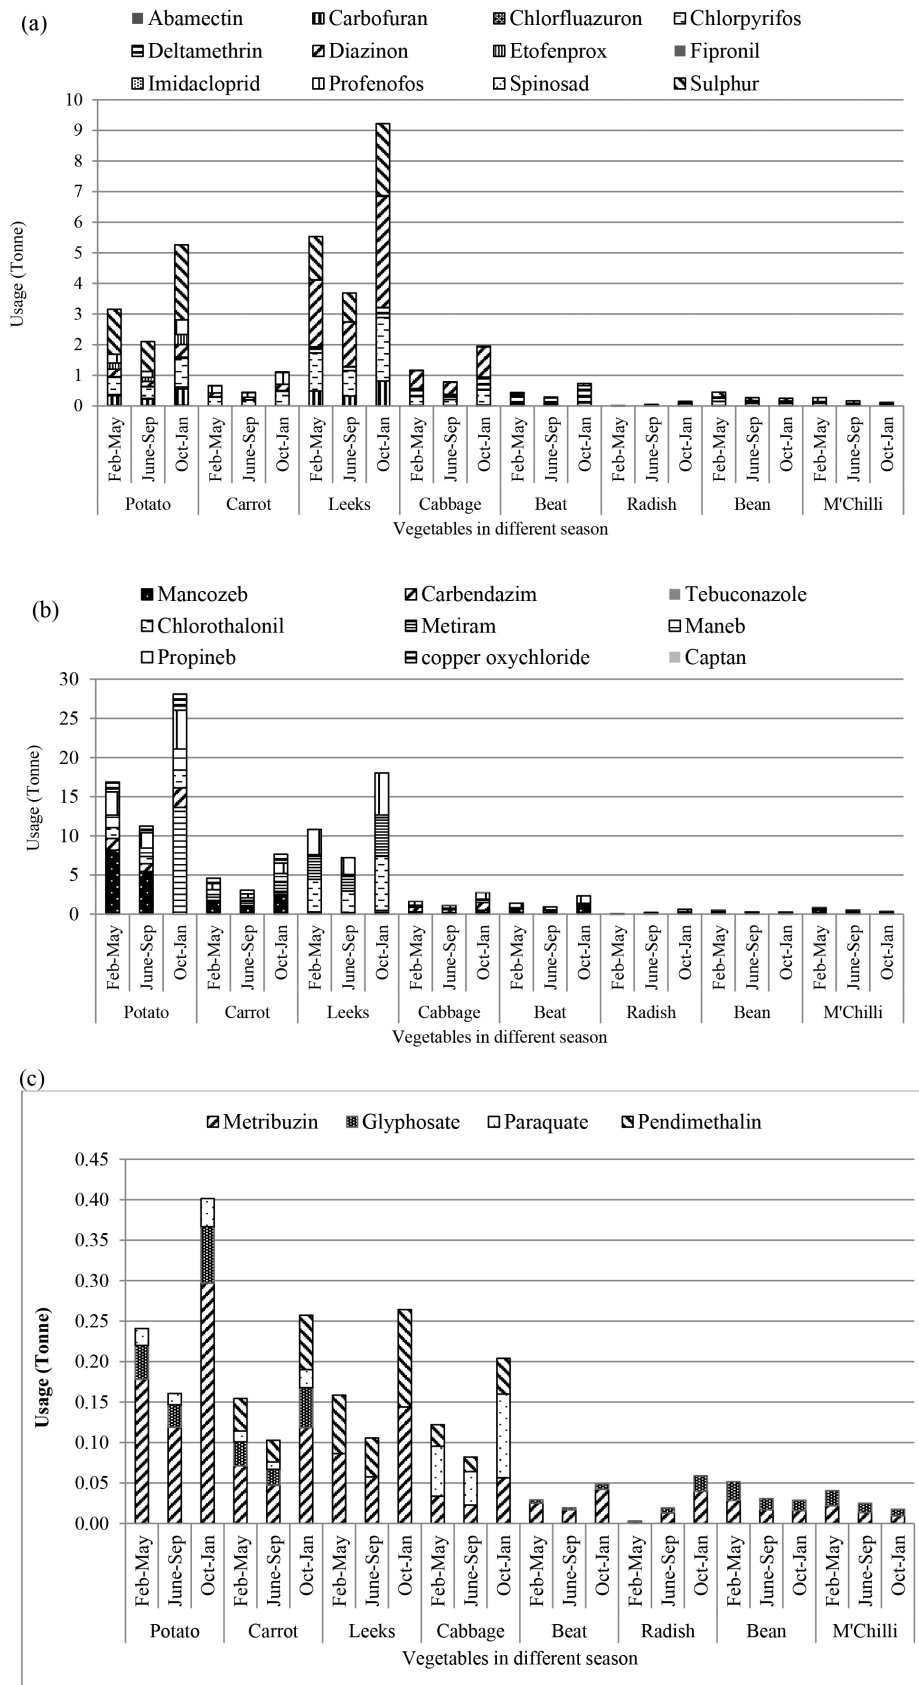 (a)
Abamectin Carbofuran Chlorfluazuron Chlorpyrifos
Deltamethrin Diazinon Etofenprox Fipronil
Imidacloprid Profenofos Spinosad Sulphur
10
9
8
7
6
5
4
3
2
1
0
Usage (Tonne)
Feb-May June-Sep Oct-Jan Feb-May June-Sep Oct-Jan Feb-May June-Sep Oct-Jan Feb-May June-Sep Oct-Jan Feb-May June-Sep Oct-Jan Feb-May June-Sep Oct-Jan Feb-May June-Sep Oct-Jan Feb-May June-Sep Oct-Jan
Potato Carrot Leeks Cabbage Beat Radish Bean M'Chilli
Vegetables in different season
(b)
Mancozeb Carbendazim Tebuconazole
Chlorothalonil Metiram Maneb
Propineb copper oxychloride Captan
30
25
20
15
10
5
0
Usage (Tonne)
Feb-May June-Sep Oct-Jan Feb-May June-Sep Oct-Jan Feb-May June-Sep Oct-Jan Feb-May June-Sep Oct-Jan Feb-May June-Sep Oct-Jan Feb-May June-Sep Oct-Jan Feb-May June-Sep Oct-Jan Feb-May June-Sep Oct-Jan
Potato Carrot Leeks Cabbage Beat Radish Bean M'Chilli
Vegetables in different season
(c)
Metribuzin Glyphosate Paraquate Pendimethalin
0.45
0.40
0.35
0.30
0.25
0.20
0.15
0.10
0.05
0.00
Usage (Tonne)
Feb-May June-Sep Oct-Jan Feb-May June-Sep Oct-Jan Feb-May June-Sep Oct-Jan Feb-May June-Sep Oct-Jan Feb-May June-Sep Oct-Jan Feb-May June-Sep Oct-Jan Feb-May June-Sep Oct-Jan Feb-May June-Sep Oct-Jan
Potato Carrot Leeks Cabbage Beat Radish Bean M'Chilli
Vegetables in different season